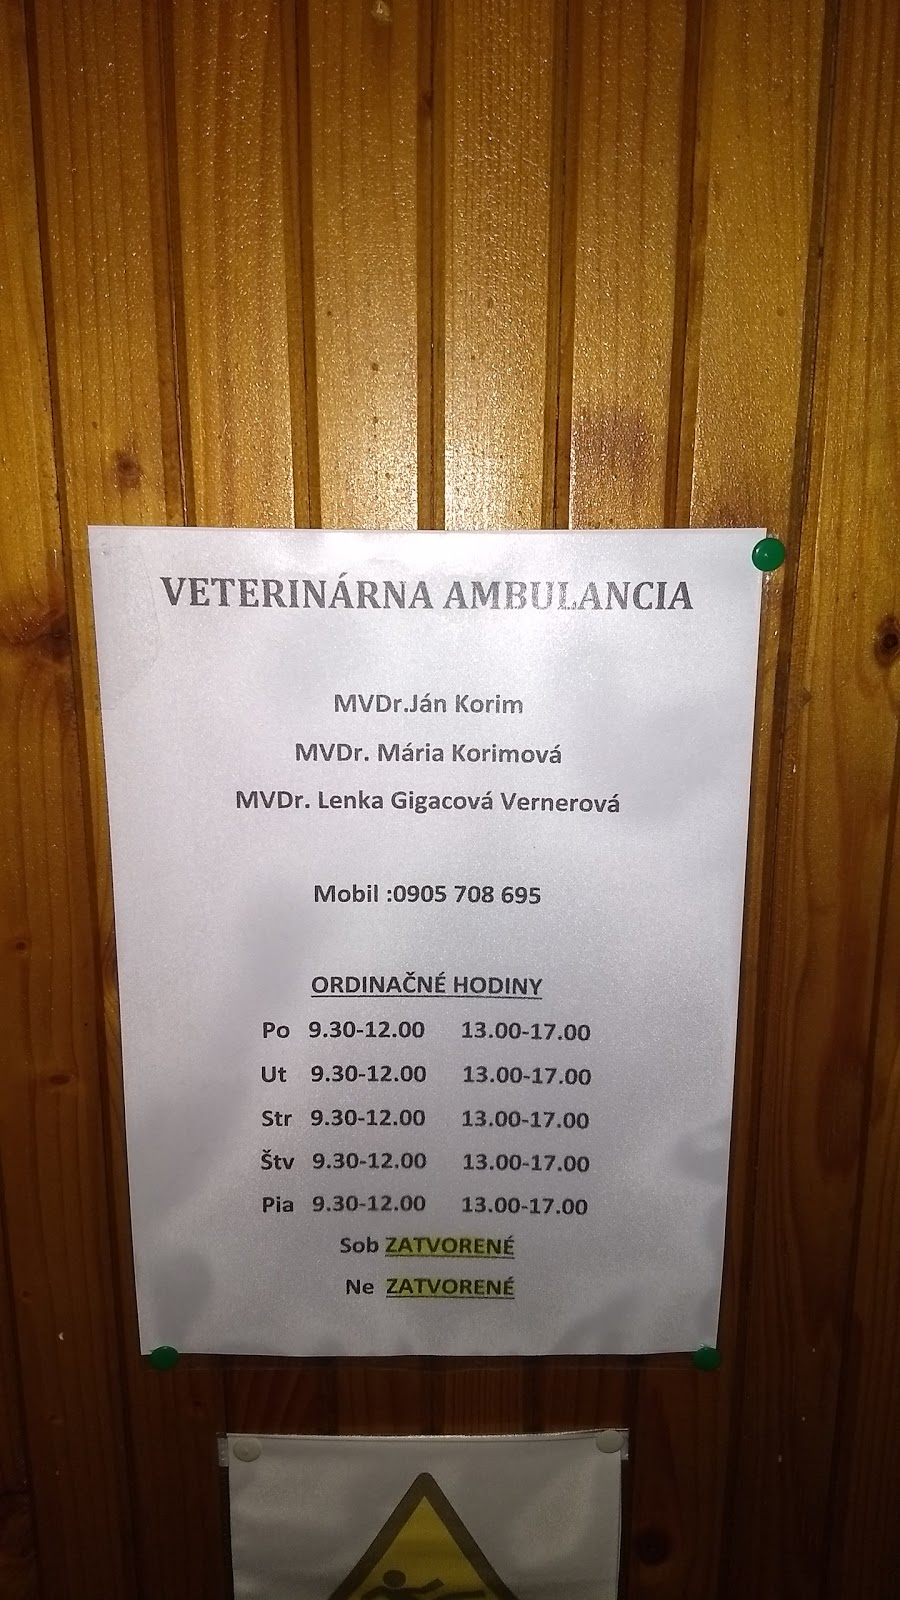 VETERINÁRNA AMBULANCIA
MVDr.Ján Korim
MVDr. Mária Korimová
MVDr. Lenka Gigacová Vernerová
Mobil :0905 708 695
ORDINAČNÉ HODINY
Po 9.30-12.00 13.00-17.00
Ut 9.30-12.00 13.00-17.00
Str 9.30-12.00 13.00-17.00
Štv 9.30-12.00 13.00-17.00
Pia 9.30-12.00 13.00-17.00
Sob ZATVORENÉ
Ne ZATVORENÉ